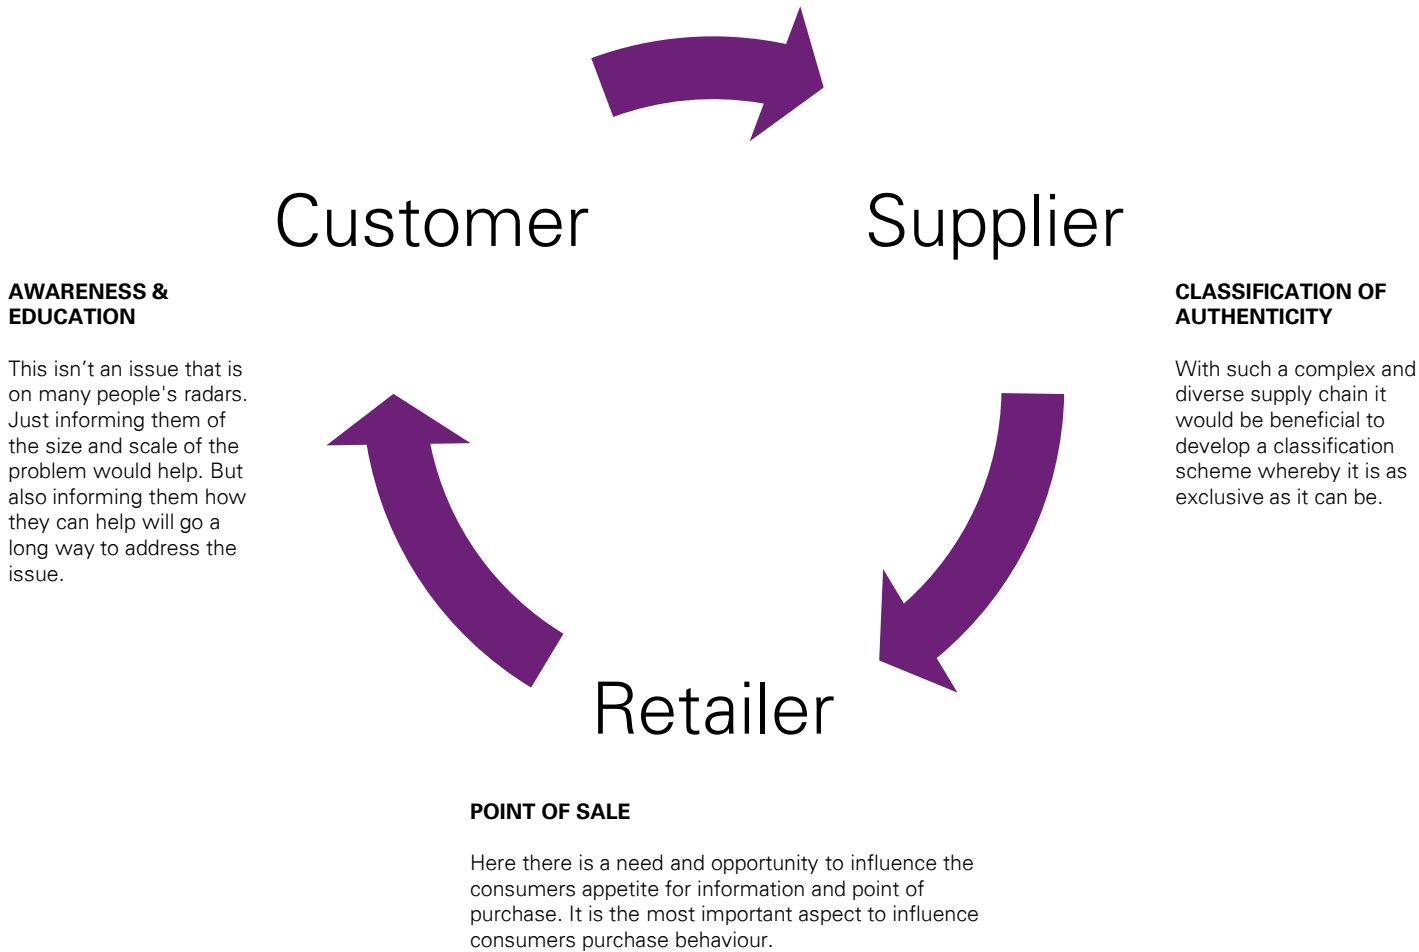 Customer
Supplier
AWARENESS &
EDUCATION
This isn’t an issue that is
on many people's radars.
Just informing them of
the size and scale of the
problem would help. But
also informing them how
they can help will go a
long way to address the
issue.
CLASSIFICATION OF
AUTHENTICITY
With such a complex and
diverse supply chain it
would be beneficial to
develop a classification
scheme whereby it is as
exclusive as it can be.
Retailer
POINT OF SALE
Here there is a need and opportunity to influence the
consumers appetite for information and point of
purchase. It is the most important aspect to influence
consumers purchase behaviour.